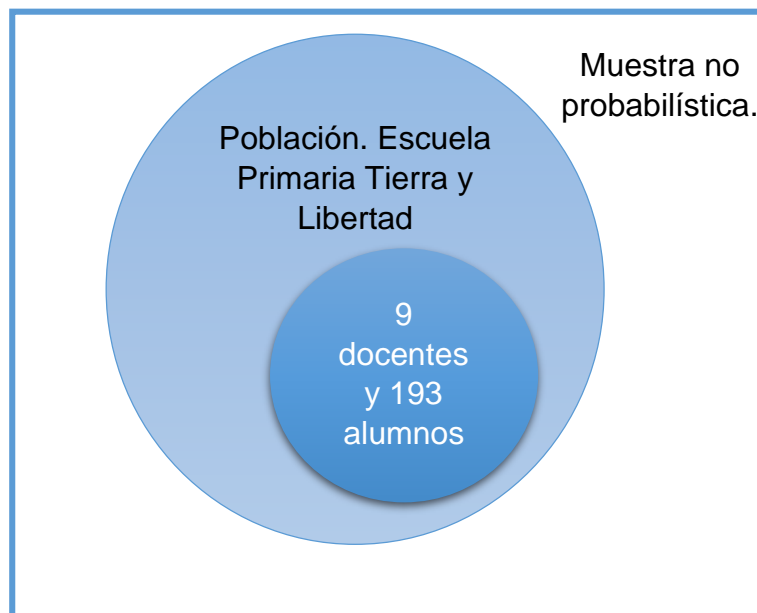 Muestra no
probabilística.
Población. Escuela
Primaria Tierra y
Libertad
9
docentes
y 193
alumnos